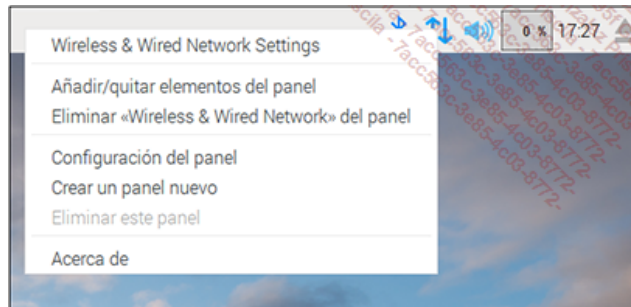 0 % 17:27
Wireless & Wired Network Settings
Añadir/quitar elementos del panel
Eliminar «Wireless & Wired Network» del panel
Configuración del panel
Crear un panel nuevo
Eliminar este panel
Acerca de